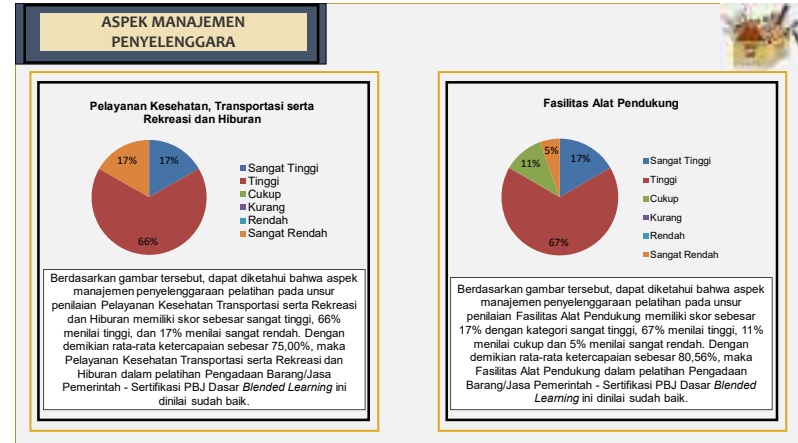 ASPEK MANAJEMEN
PENYELENGGARA
Pelayanan Kesehatan, Transportasi serta
Rekreasi dan Hiburan
17%
17%
66%
Sangat Tinggi
Tinggi
Cukup
Kurang
Rendah
Sangat Rendah
Berdasarkan gambar tersebut, dapat diketahui bahwa aspek
manajemen penyelenggaraan pelatihan pada unsur
penilaian Pelayanan Kesehatan Transportasi serta Rekreasi
dan Hiburan memiliki skor sebesar sangat tinggi, 66%
menilai tinggi, dan 17% menilai sangat rendah. Dengan
demikian rata-rata ketercapaian sebesar 75,00%, maka
Pelayanan Kesehatan Transportasi serta Rekreasi dan
Hiburan dalam pelatihan Pengadaan Barang/Jasa
Pemerintah - Sertifikasi PBJ Dasar Blended Learning ini
dinilai sudah baik.
Fasilitas Alat Pendukung
5%
17%
11%
67%
Sangat Tinggi
Tinggi
Cukup
Kurang
Rendah
Sangat Rendah
Berdasarkan gambar tersebut, dapat diketahui bahwa aspek
manajemen penyelenggaraan pelatihan pada unsur
penilaian Fasilitas Alat Pendukung memiliki skor sebesar
17% dengan kategori sangat tinggi, 67% menilai tinggi, 11%
menilai cukup dan 5% menilai sangat rendah. Dengan
demikian rata-rata ketercapaian sebesar 80,56%, maka
Fasilitas Alat Pendukung dalam pelatihan Pengadaan
Barang/Jasa Pemerintah - Sertifikasi PBJ Dasar Blended
Learning ini dinilai sudah baik.